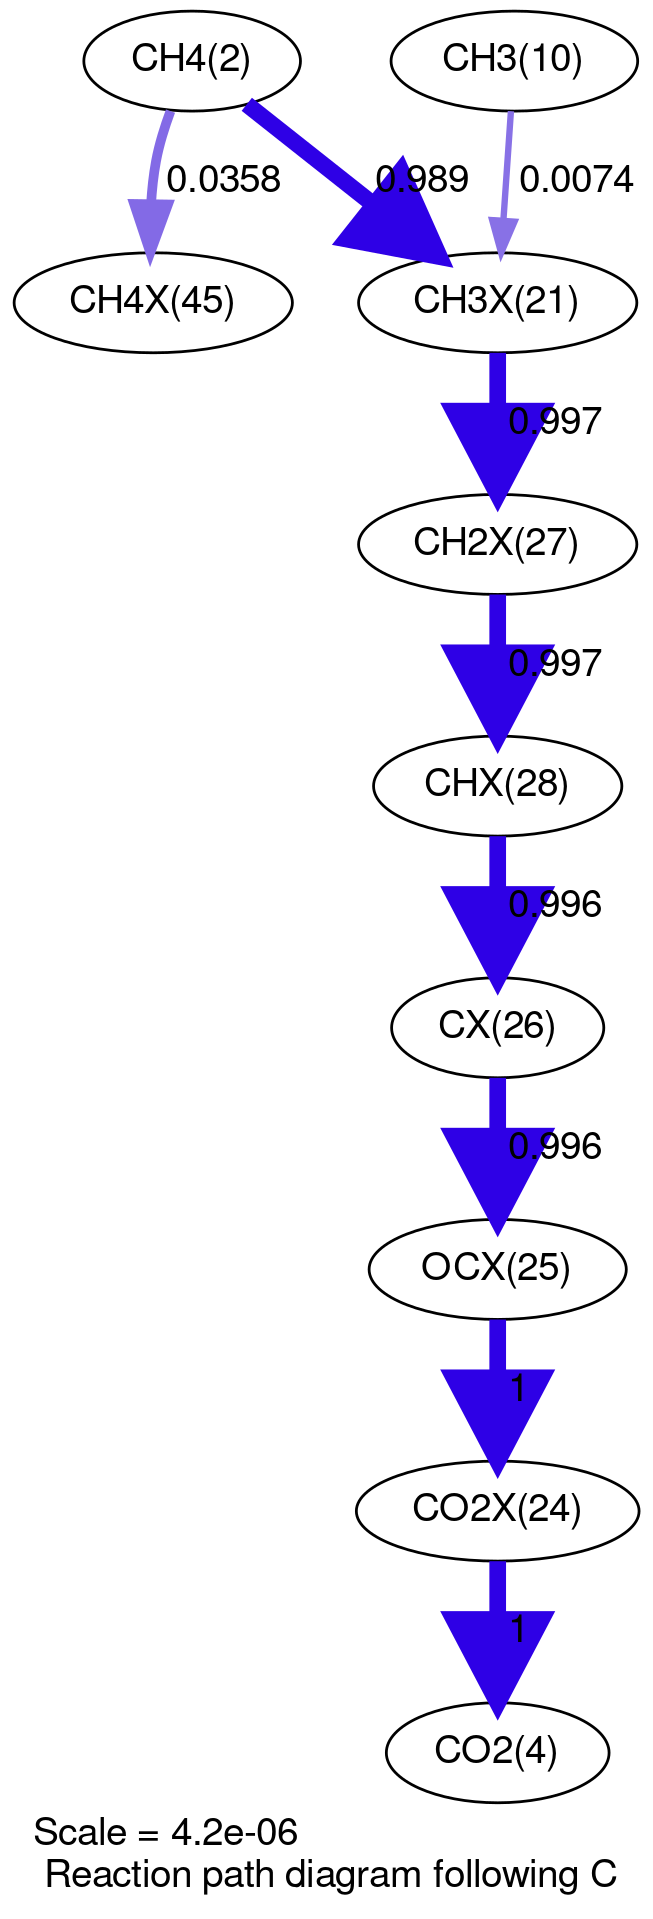 CH4(2)
CH3(10)
0.0358
0.989
0.0074
CH4X(45)
CH3X(21)
0.997
CH2X(27)
0.997
CHX(28)
0.996
CX(26)
0.996
OCX(25)
1
CO2X(24)
1
CO2(4)
Scale = 4.2e-06
Reaction path diagram following C